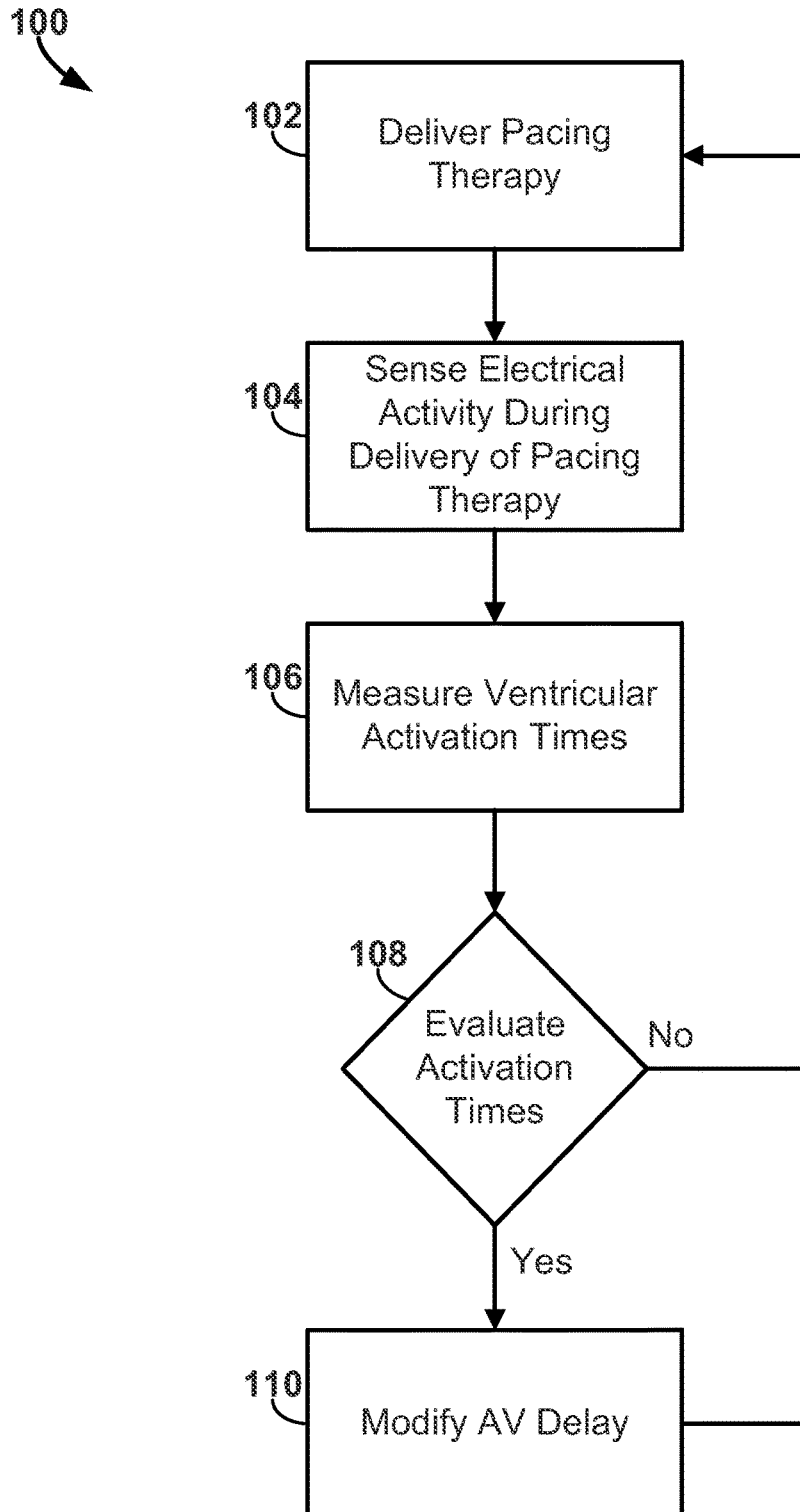 100
102
Deliver Pacing
Therapy
104
Sense Electrical
Activity During
Delivery of Pacing
Therapy
106
Measure Ventricular
Activation Times
108
Evaluate
Activation
Times
No
Yes
110
Modify AV Delay